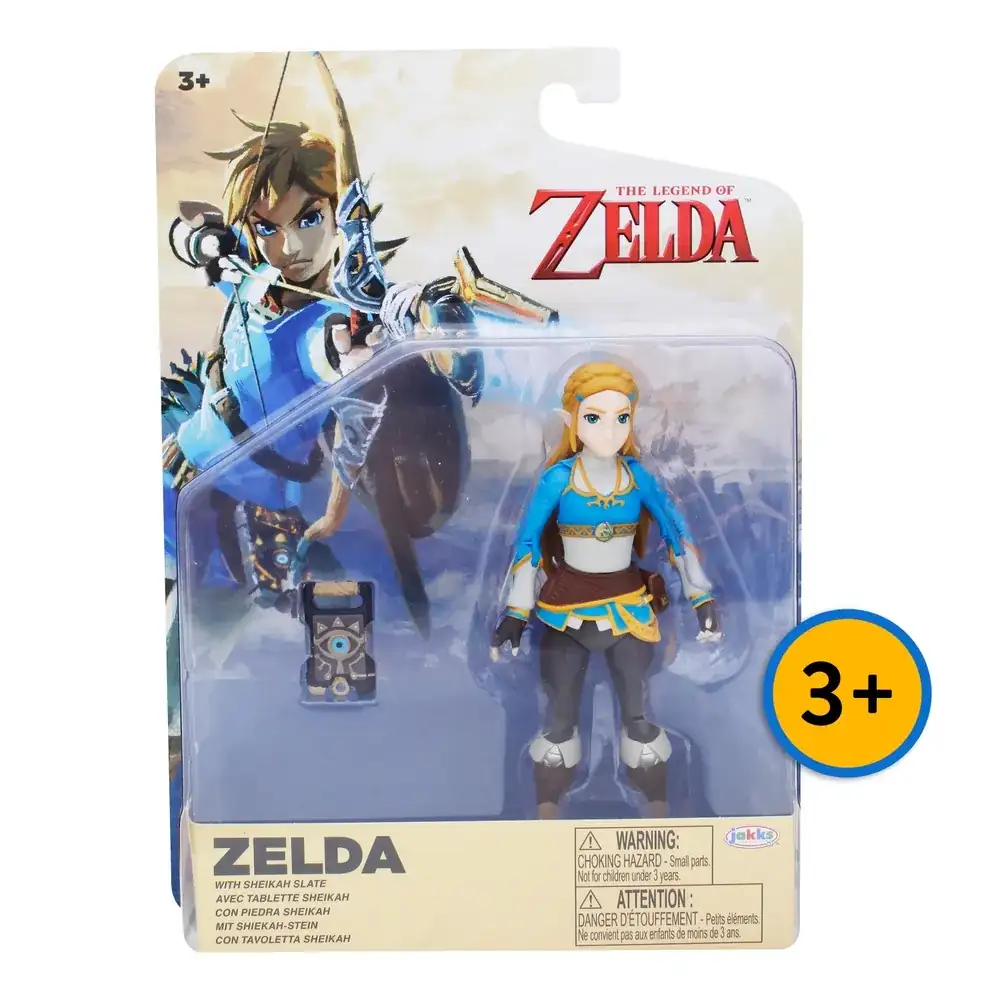 3+
THE LEGEND OF
ZELDA™
3+
ZELDA
WITH SHEIKAH SLATE
AVEC TABLETTE SHEIKAH
CON PIEDRA SHEIKAH
MIT SHIEKAH-STEIN
CON TAVOLETTA SHEIKAH
WARNING:
CHOKING HAZARD - Small parts.
Not for children under 3 years.
ATTENTION :
DANGER D'ÉTOUFFEMENT - Petits éléments.
Ne convient pas aux enfants de moins de 3 ans.
jakks